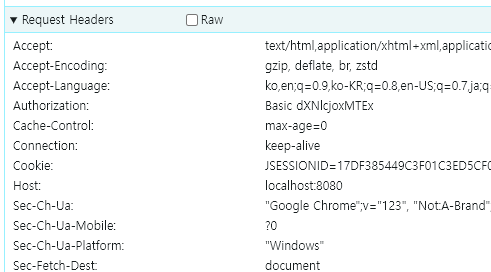 ▼ Request Headers Raw
Accept: text/html,application/xhtml+xml,applicatio
Accept-Encoding: gzip, deflate, br, zstd
Accept-Language: ko,en;q=0.9,ko-KR;q=0.8,en-US;q=0.7,ja;q
Authorization: Basic dXNlcjoxMTEx
Cache-Control: max-age=0
Connection: keep-alive
Cookie: JSESSIONID=17DF385449C3F01C3ED5CF0
Host: localhost:8080
Sec-Ch-Ua: "Google Chrome";v="123", "Not:A-Brand";
Sec-Ch-Ua-Mobile: ?0
Sec-Ch-Ua-Platform: "Windows"
Sec-Fetch-Dest: document